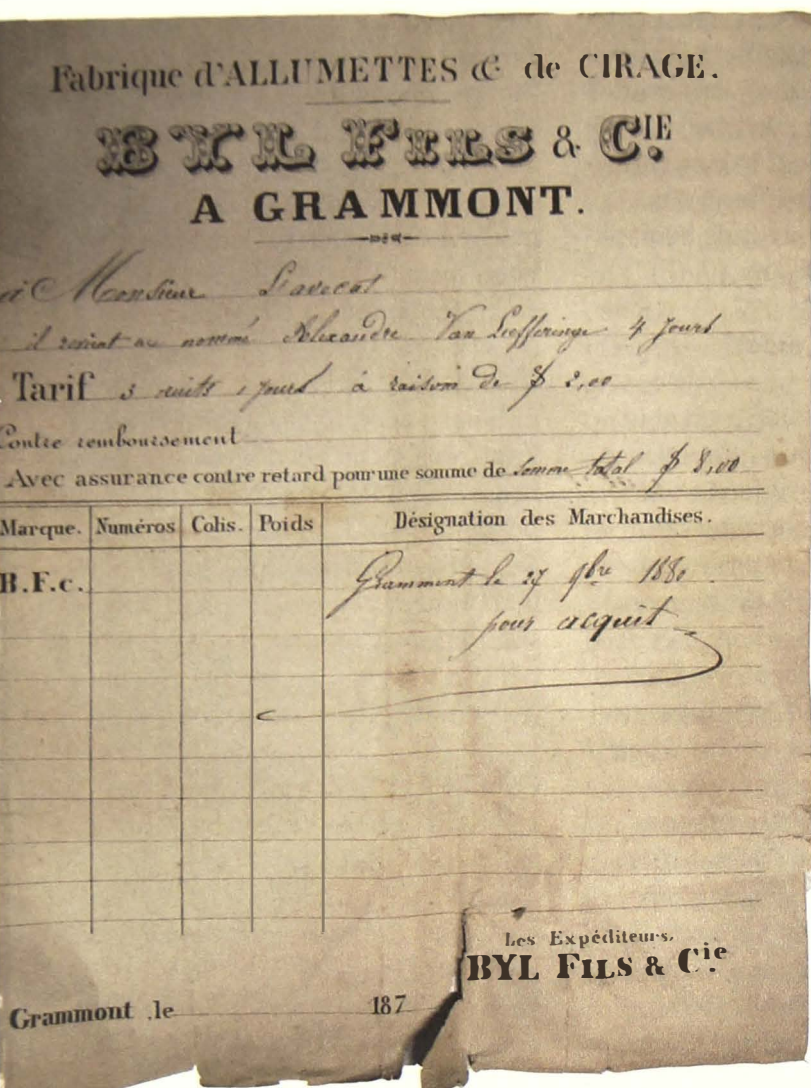 Fabrique d'ALLUMETTES & de CIRAGE.
BYL FILS & CIE.
A GRAMMONT.
Monsieur L'avocat
il revient au nommé Alexandre Van Liefferinge 4 Jours
Tarif 3 nuits Jours à raison de ₣ 2,00
Contre remboursement
Avec assurance contre retard pour une somme de somme total ₣ 8,00
Marque. Numéros Colis. Poids Désignation des Marchandises.
B.F.c. Grammont le 27 9bre 1880
pour acquit
Les Expéditeurs,
BYL FILS & Cie.
Grammont le 187